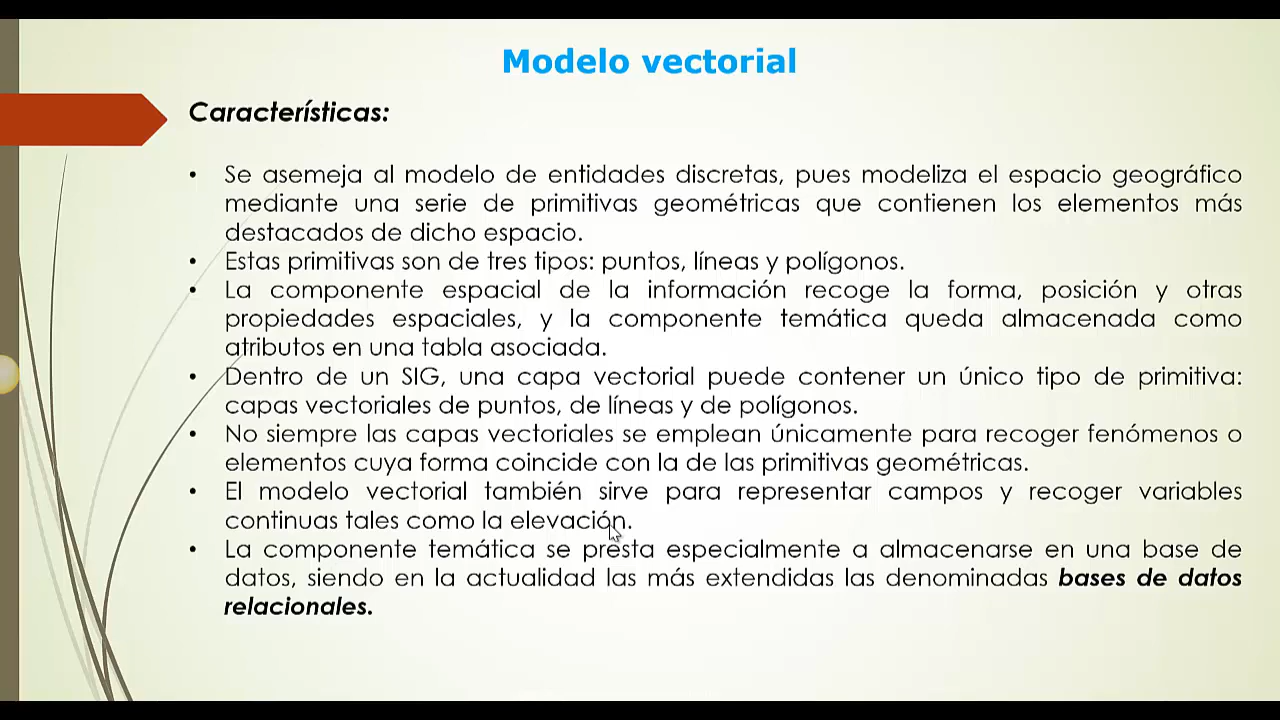 Modelo vectorial
Características:
• Se asemeja al modelo de entidades discretas, pues modeliza el espacio geográfico
mediante una serie de primitivas geométricas que contienen los elementos más
destacados de dicho espacio.
• Estas primitivas son de tres tipos: puntos, líneas y polígonos.
• La componente espacial de la información recoge la forma, posición y otras
propiedades espaciales, y la componente temática queda almacenada como
atributos en una tabla asociada.
• Dentro de un SIG, una capa vectorial puede contener un único tipo de primitiva:
capas vectoriales de puntos, de líneas y de polígonos.
• No siempre las capas vectoriales se emplean únicamente para recoger fenómenos o
elementos cuya forma coincide con la de las primitivas geométricas.
• El modelo vectorial también sirve para representar campos y recoger variables
continuas tales como la elevación.
• La componente temática se presta especialmente a almacenarse en una base de
datos, siendo en la actualidad las más extendidas las denominadas bases de datos
relacionales.